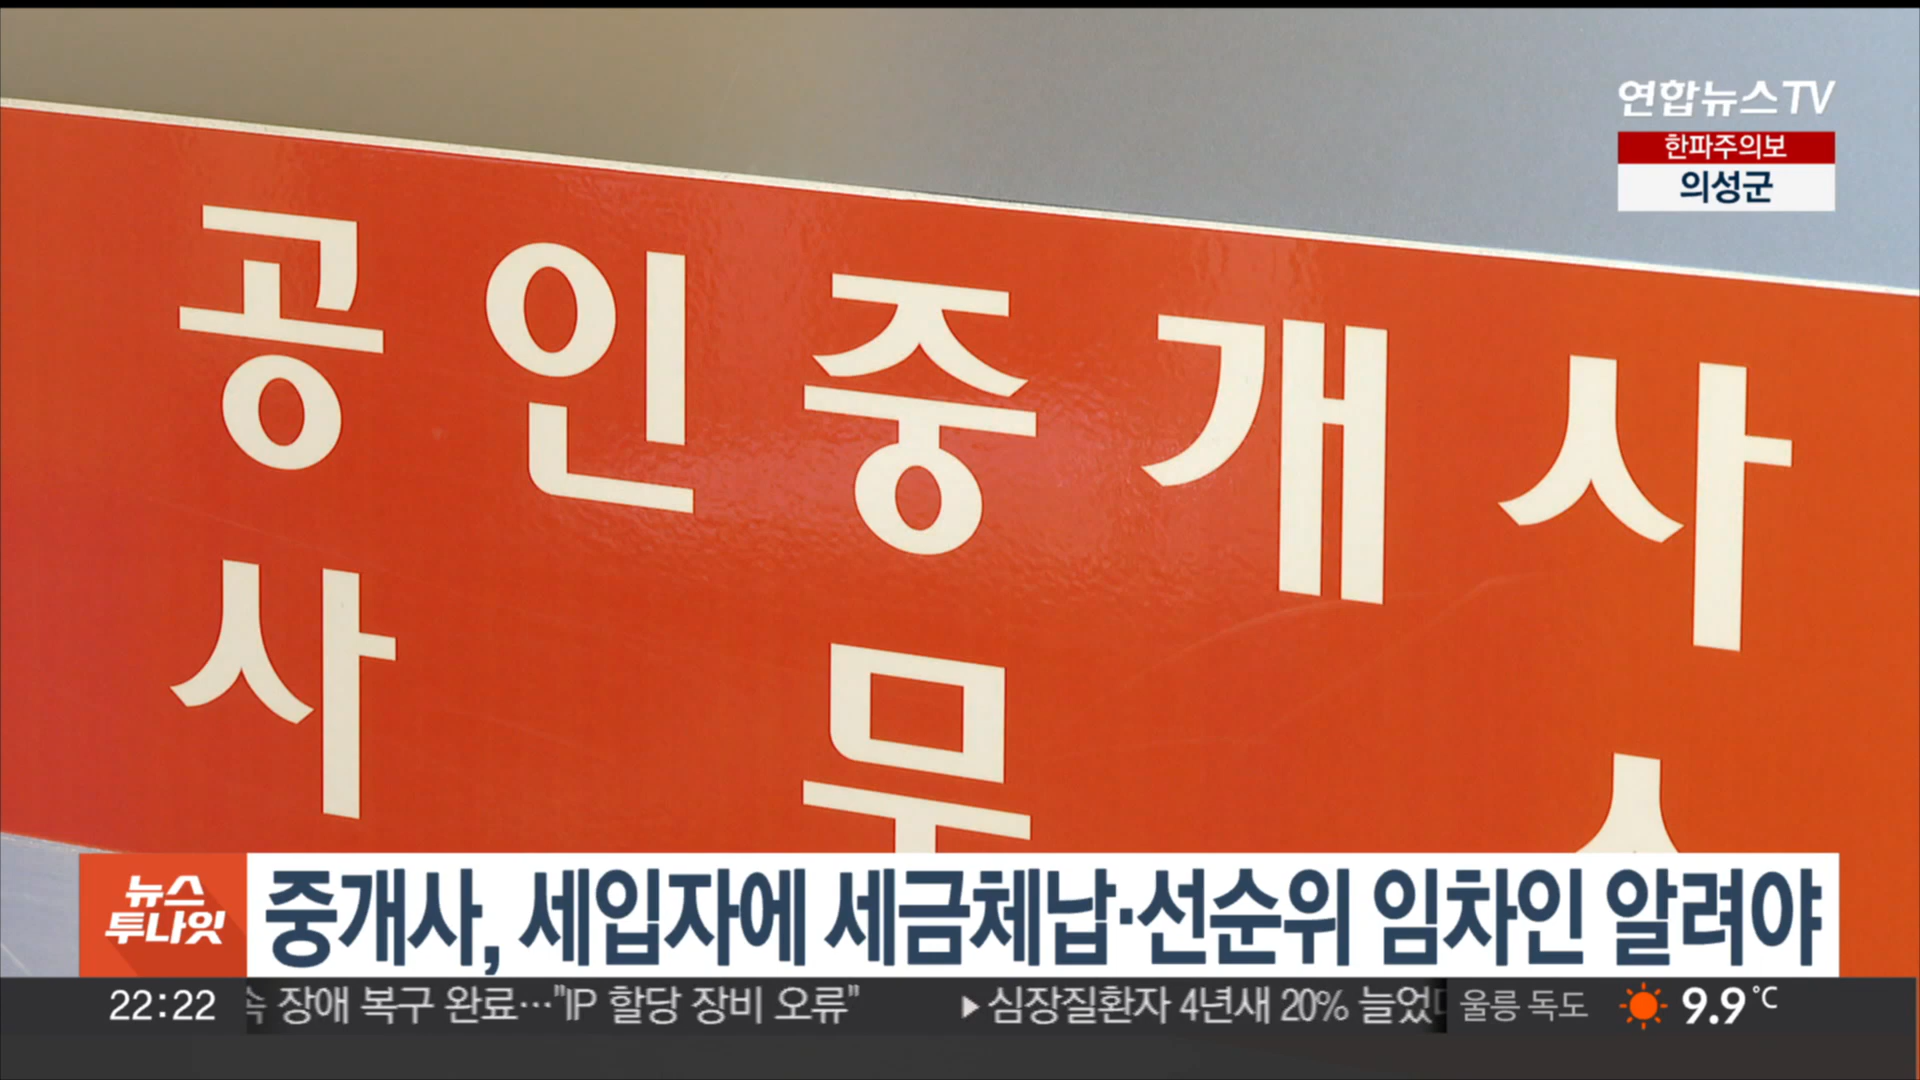 연합뉴스TV
한파주의보
의성군
공인중개사
사무
뉴스
투나잇
중개사, 세입자에 세금체납·선순위 임차인 알려야
22:22
장애 복구 완료…"IP 할당 장비 오류"
▶심장질환자 4년새 20% 늘었
울릉 독도
9.9℃